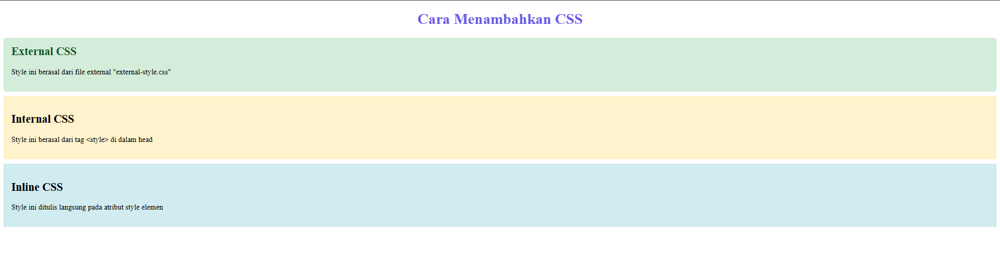 Cara Menambahkan CSS
External CSS
Style ini berasal dari file external "external-style.css"
Internal CSS
Style ini berasal dari tag <style> di dalam head
Inline CSS
Style ini ditulis langsung pada atribut style elemen